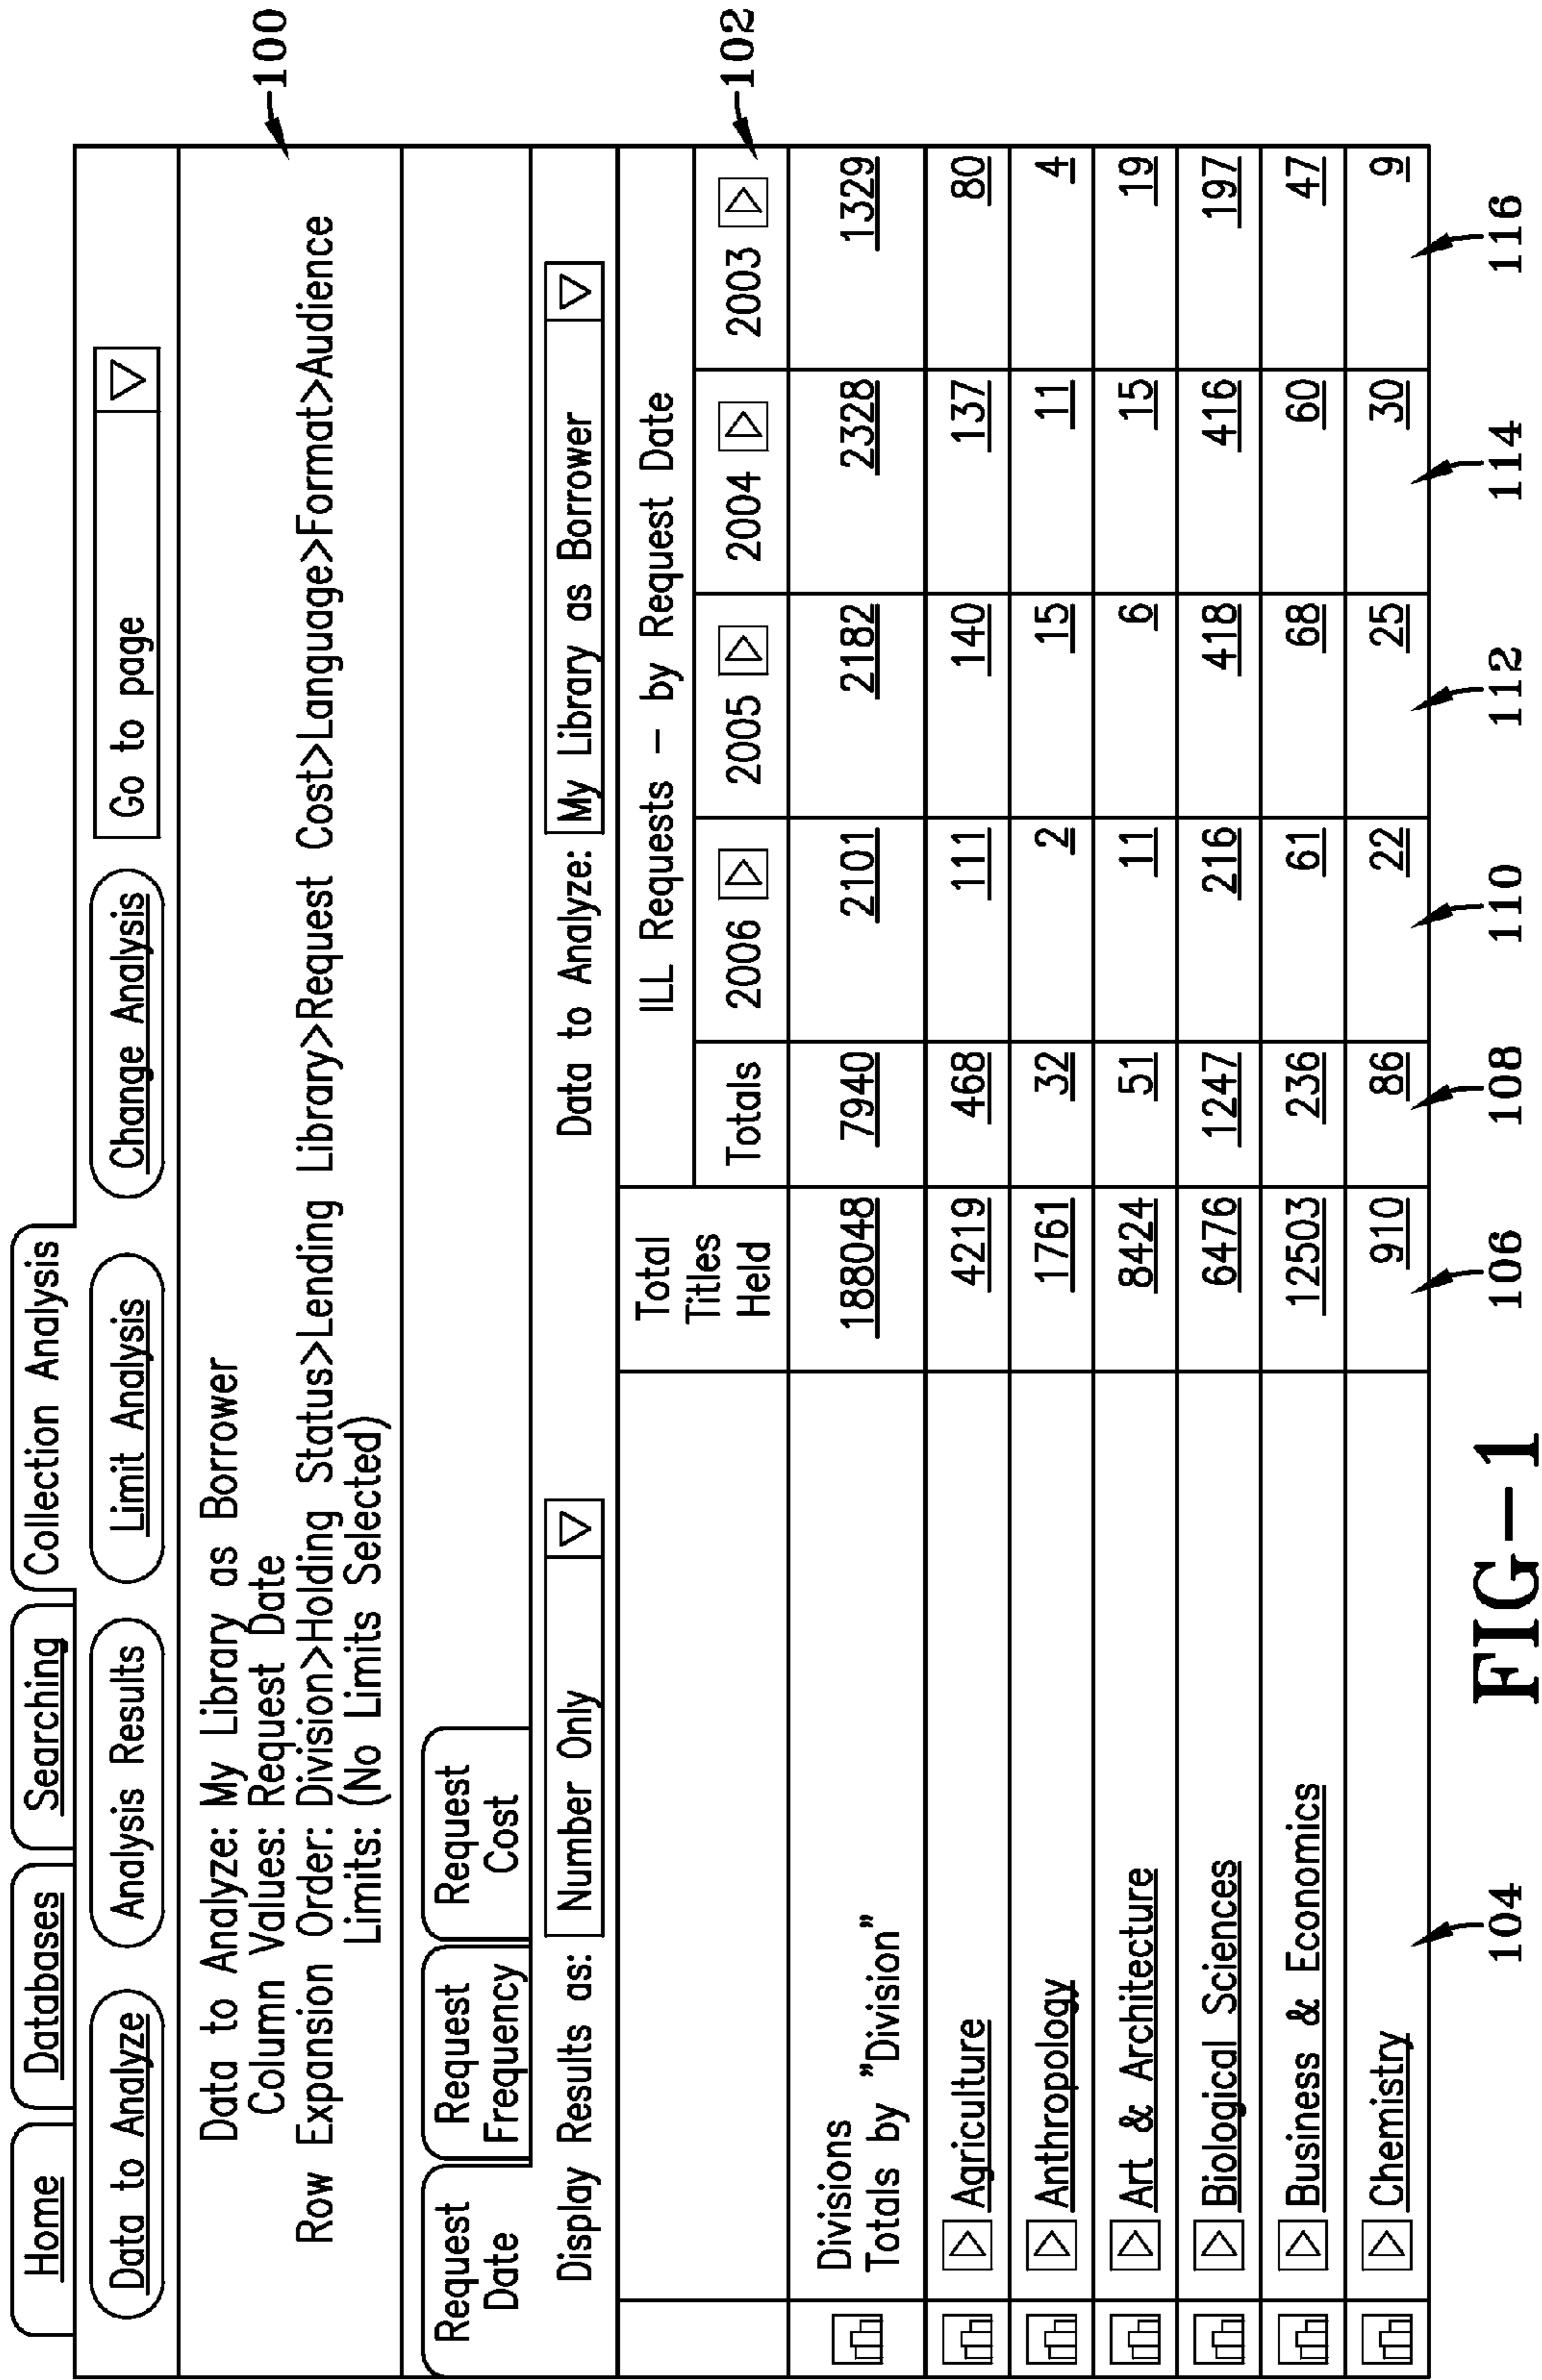 Home Databases Searching Collection Analysis
Data to Analyze Analysis Results Limit Analysis Change Analysis Go to page
Data to Analyze: My Library as Borrower
Column Values: Request Date
Row Expansion Order: Division>Holding Status>Lending Library>Request Cost>Language>Format>Audience
Limits: (No Limits Selected)
100
Request Date Request Frequency Request Cost
Display Results as: Number Only Data to Analyze: My Library as Borrower
Total Titles Held ILL Requests – by Request Date
Totals 2006 2005 2004 2003
102
Divisions
Totals by "Division" 188048 7940 2101 2182 2328 1329
Agriculture 4219 468 111 140 137 80
Anthropology 1761 32 2 15 11 4
Art & Architecture 8424 51 11 6 15 19
Biological Sciences 6476 1247 216 418 416 197
Business & Economics 12503 236 61 68 60 47
Chemistry 910 86 22 25 30 9
104 106 108 110 112 114 116
FIG-1